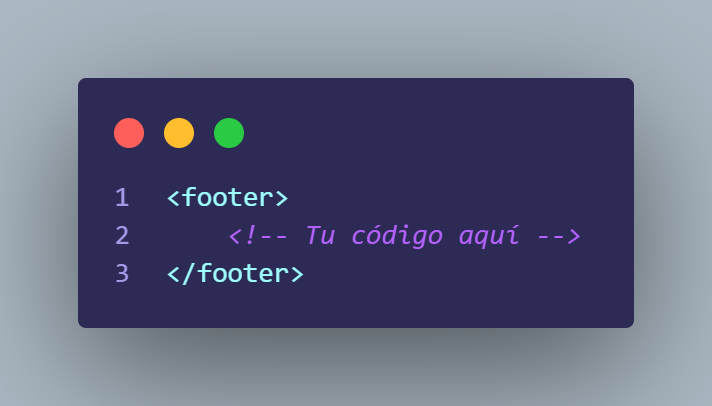 1 <footer>
2     <!-- Tu código aquí -->
3 </footer>